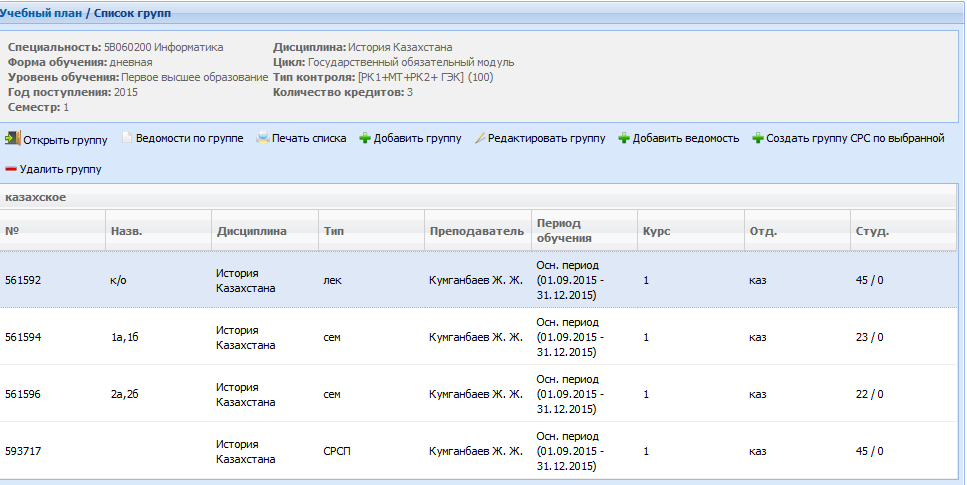 Учебный план / Список групп
Специальность: 5В060200 Информатика
Дисциплина: История Казахстана
Форма обучения: дневная
Цикл: Государственный обязательный модуль
Уровень обучения: Первое высшее образование
Тип контроля: [РК1+МТ+РК2+ ГЭК] (100)
Год поступления: 2015
Количество кредитов: 3
Семестр: 1
Открыть группу Ведомости по группе Печать списка Добавить группу Редактировать группу Добавить ведомость Создать группу СРС по выбранной
Удалить группу
казахское
№ Назв. Дисциплина Тип Преподаватель Период обучения Курс Отд. Студ.
561592 к/о История Казахстана лек Кумганбаев Ж. Ж. Осн. период (01.09.2015 - 31.12.2015) 1 каз 45 / 0
561594 1а,1б История Казахстана сем Кумганбаев Ж. Ж. Осн. период (01.09.2015 - 31.12.2015) 1 каз 23 / 0
561596 2а,2б История Казахстана сем Кумганбаев Ж. Ж. Осн. период (01.09.2015 - 31.12.2015) 1 каз 22 / 0
593717 История Казахстана СРСП Кумганбаев Ж. Ж. Осн. период (01.09.2015 - 31.12.2015) 1 каз 45 / 0